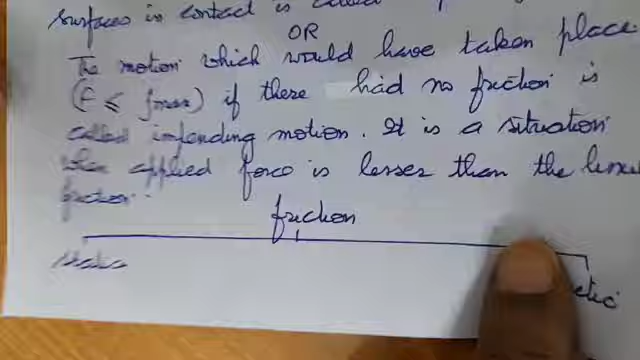 surfaces in contact is called
OR
The motion which would have taken place
(F ⩽ fmax) if there had no friction is
called impending motion. It is a situation
when applied force is lesser than the
friction.
friction
static